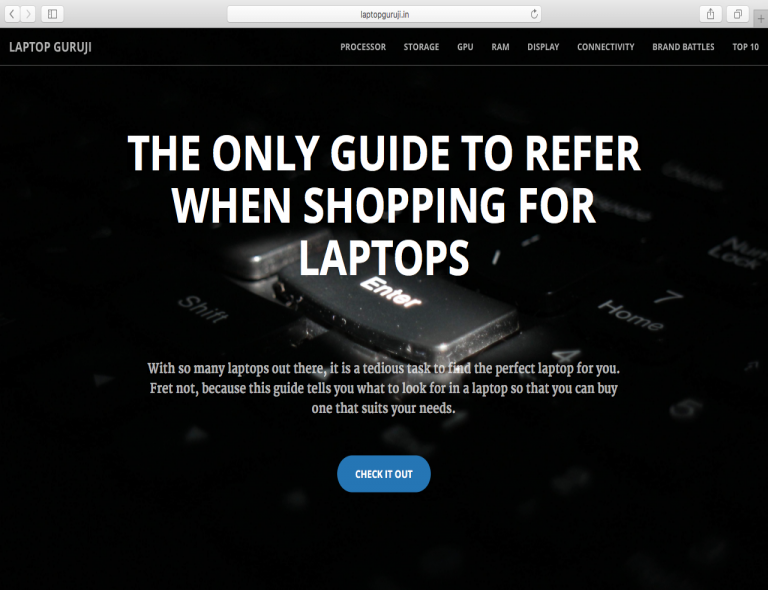 laptopguruji.in
LAPTOP GURUJI
PROCESSOR STORAGE GPU RAM DISPLAY CONNECTIVITY BRAND BATTLES TOP 10
THE ONLY GUIDE TO REFER
WHEN SHOPPING FOR
LAPTOPS
Num
Lock
Enter
Shift
7
Home
4
5
With so many laptops out there, it is a tedious task to find the perfect laptop for you.
Fret not, because this guide tells you what to look for in a laptop so that you can buy
one that suits your needs.
CHECK IT OUT